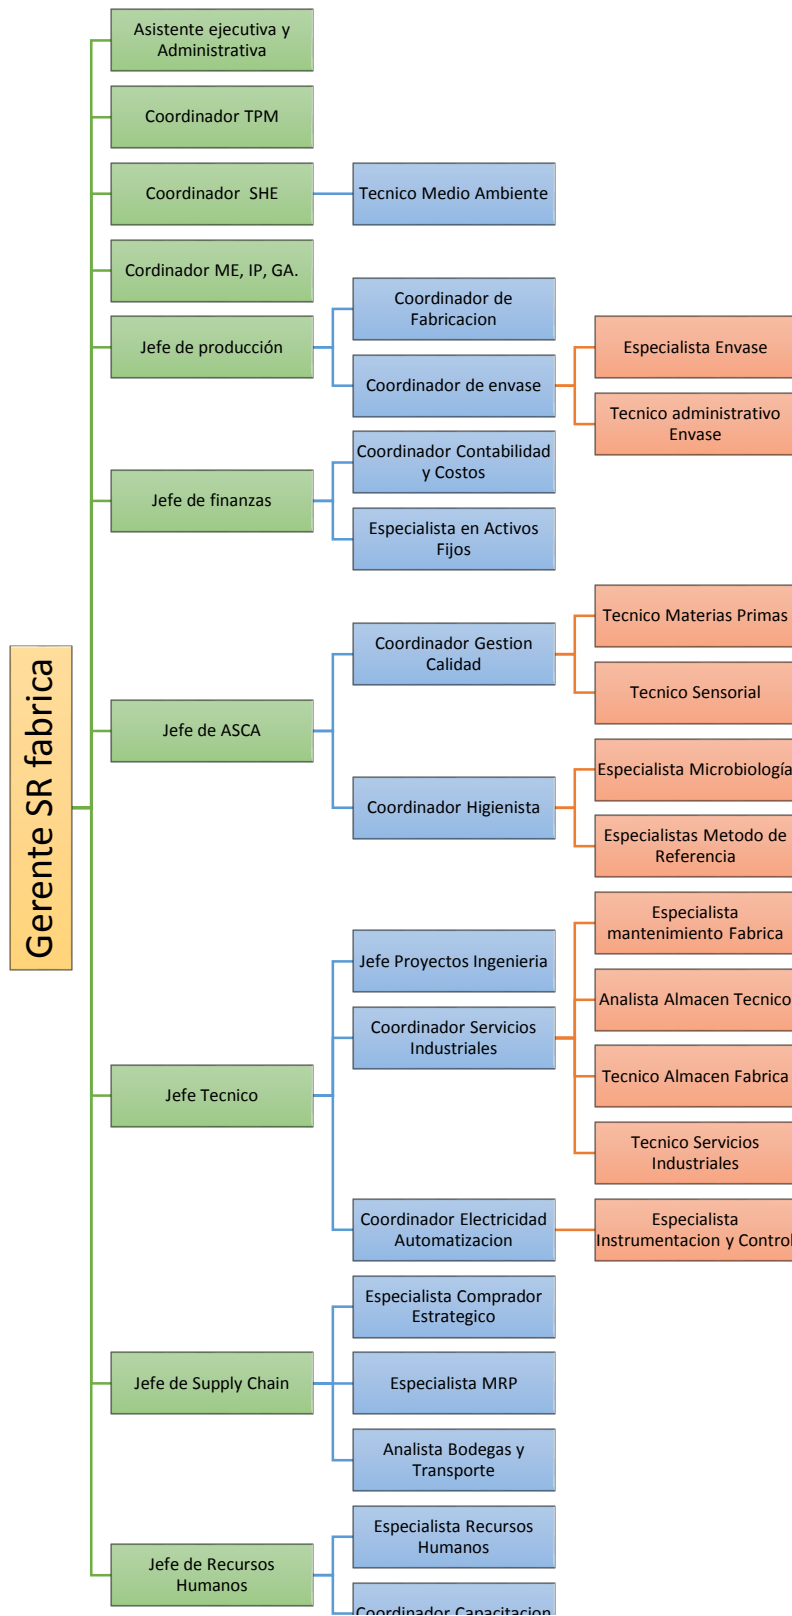 Gerente SR fabrica
Asistente ejecutiva y
Administrativa
Coordinador TPM
Coordinador  SHE
Tecnico Medio Ambiente
Cordinador ME, IP, GA.
Jefe de producción
Coordinador de
Fabricacion
Coordinador de envase
Especialista Envase
Tecnico administrativo
Envase
Jefe de finanzas
Coordinador Contabilidad
y Costos
Especialista en Activos
Fijos
Jefe de ASCA
Coordinador Gestion
Calidad
Tecnico Materias Primas
Tecnico Sensorial
Coordinador Higienista
Especialista Microbiología
Especialistas Metodo de
Referencia
Jefe Tecnico
Jefe Proyectos Ingenieria
Coordinador Servicios
Industriales
Especialista
mantenimiento Fabrica
Analista Almacen Tecnico
Tecnico Almacen Fabrica
Tecnico Servicios
Industriales
Coordinador Electricidad
Automatizacion
Especialista
Instrumentacion y Control
Jefe de Supply Chain
Especialista Comprador
Estrategico
Especialista MRP
Analista Bodegas y
Transporte
Jefe de Recursos
Humanos
Especialista Recursos
Humanos
Coordinador Capacitacion